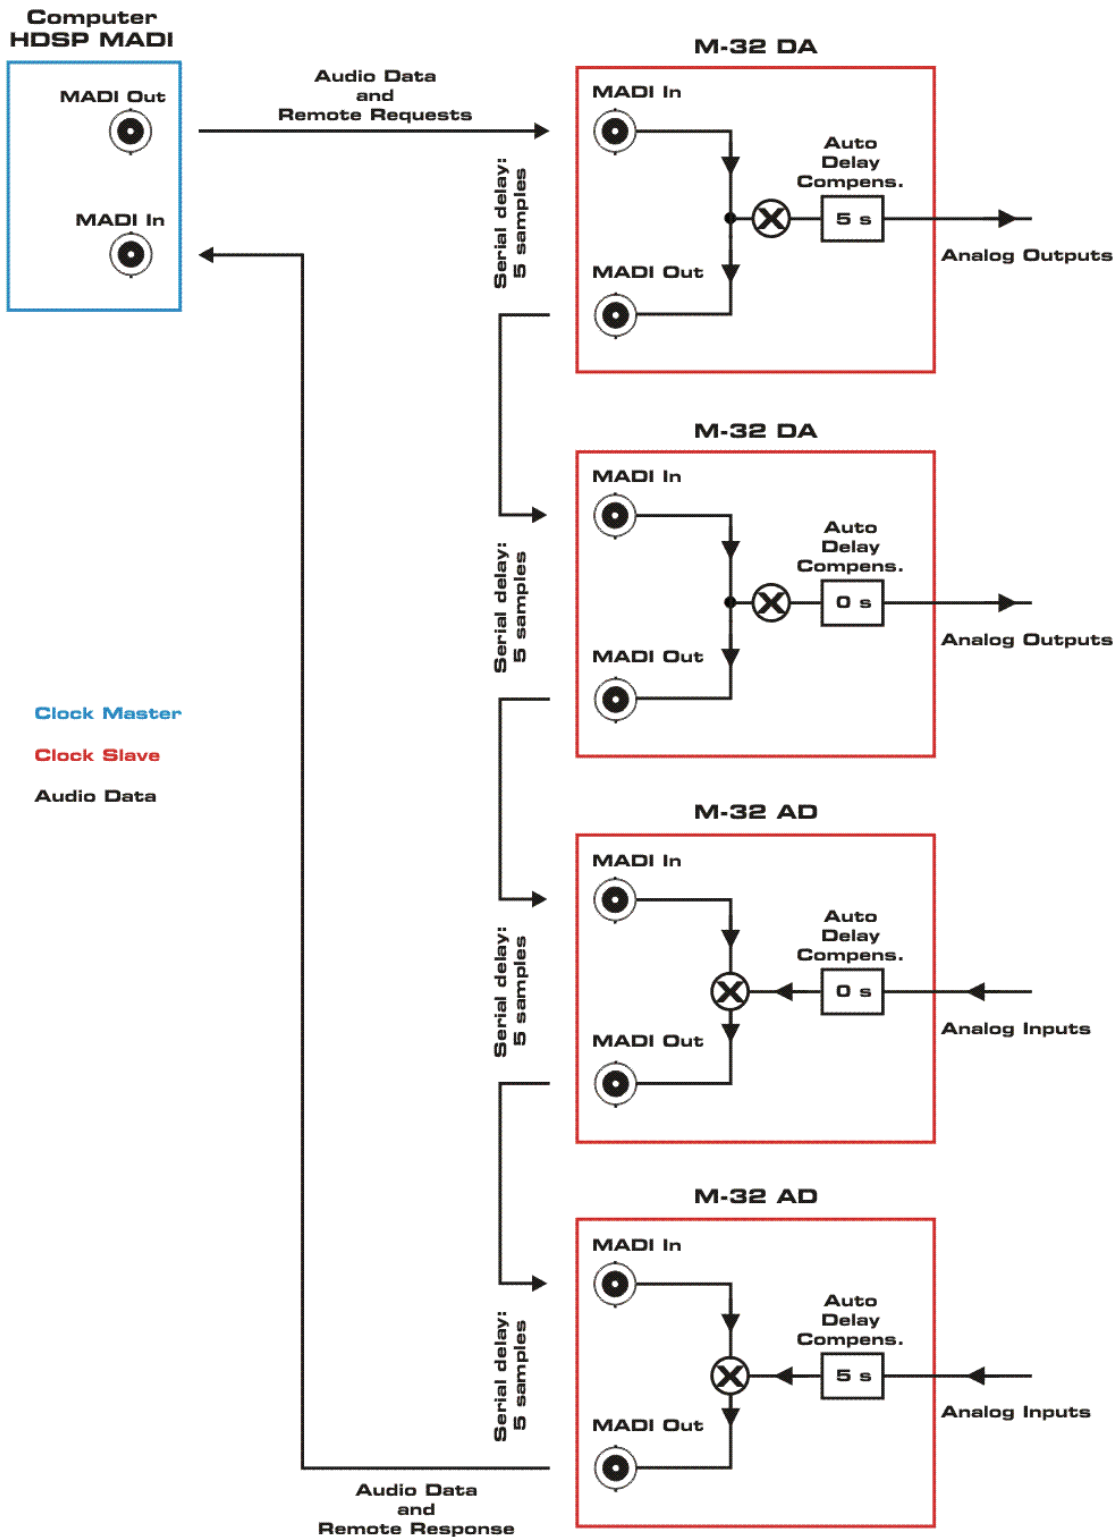 Computer
HDSP MADI
MADI Out
MADI In
Audio Data
and
Remote Requests
M-32 DA
MADI In
Auto
Delay
Compens.
5 s
Analog Outputs
MADI Out
Serial delay:
5 samples
M-32 DA
MADI In
Auto
Delay
Compens.
0 s
Analog Outputs
MADI Out
Serial delay:
5 samples
Clock Master
Clock Slave
Audio Data
M-32 AD
MADI In
Auto
Delay
Compens.
0 s
Analog Inputs
MADI Out
Serial delay:
5 samples
M-32 AD
MADI In
Auto
Delay
Compens.
5 s
Analog Inputs
MADI Out
Serial delay:
5 samples
Audio Data
and
Remote Response